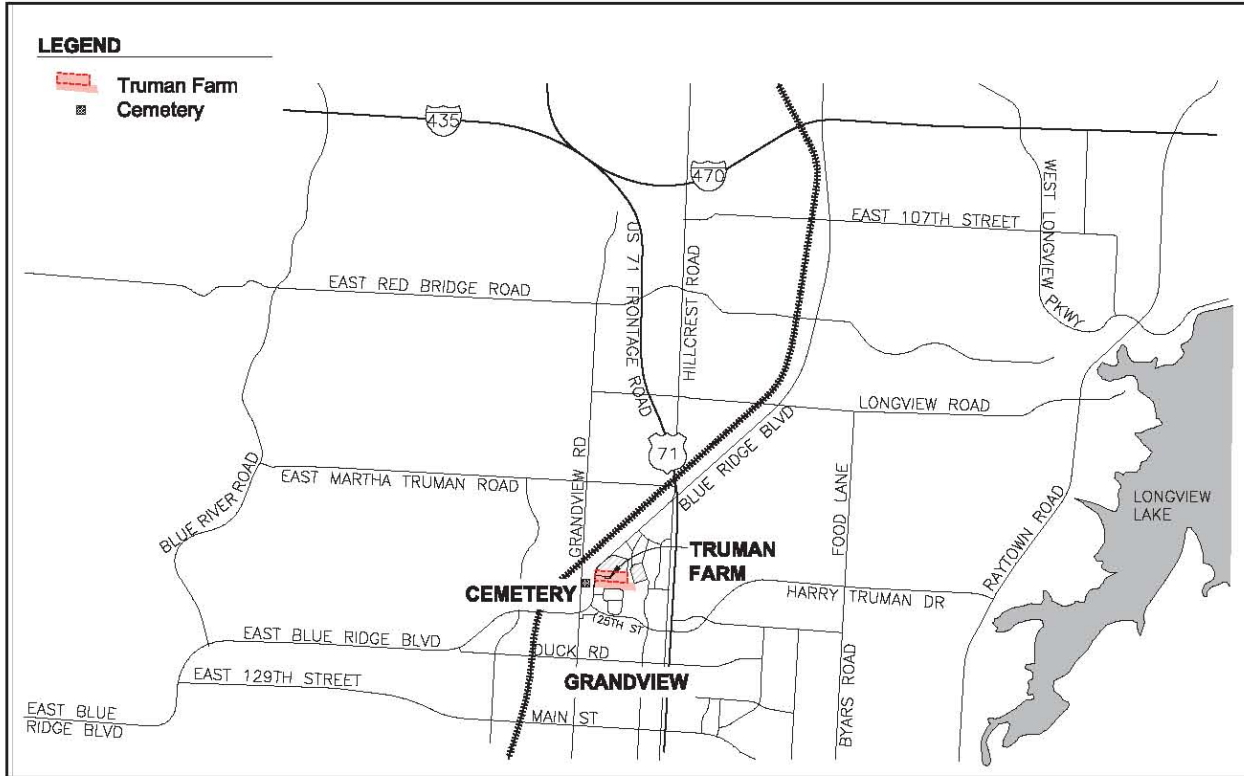 LEGEND
Truman Farm
Cemetery
435
470
WEST LONGVIEW PKWY
EAST 107TH STREET
US 71 FRONTAGE ROAD
HILLCREST ROAD
EAST RED BRIDGE ROAD
LONGVIEW ROAD
71
BLUE RIDGE BLVD
GRANDVIEW RD
EAST MARTHA TRUMAN ROAD
BLUE RIVER ROAD
FOOD LANE
RAYTOWN ROAD
LONGVIEW
LAKE
TRUMAN
FARM
CEMETERY
HARRY TRUMAN DR
125TH ST
EAST BLUE RIDGE BLVD
DUCK RD
EAST 129TH STREET
GRANDVIEW
BYARS ROAD
MAIN ST
EAST BLUE
RIDGE BLVD